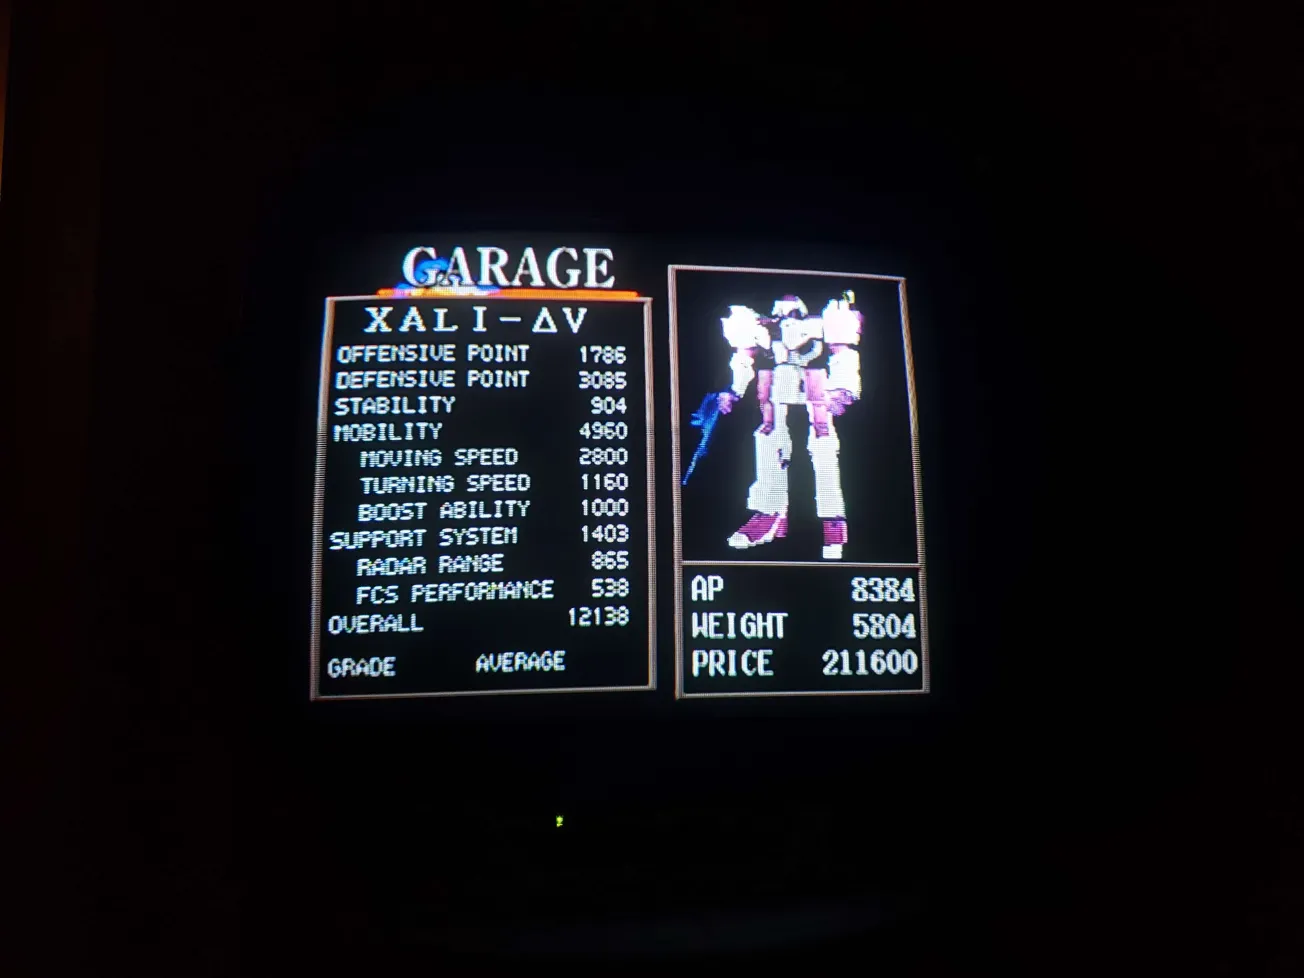 GARAGE
XALI-ΔV
OFFENSIVE POINT 1786
DEFENSIVE POINT 3085
STABILITY 904
MOBILITY 4960
MOVING SPEED 2800
TURNING SPEED 1160
BOOST ABILITY 1000
SUPPORT SYSTEM 1403
RADAR RANGE 865
FCS PERFORMANCE 538
OVERALL 12138
GRADE AVERAGE
AP 8384
WEIGHT 5804
PRICE 211600